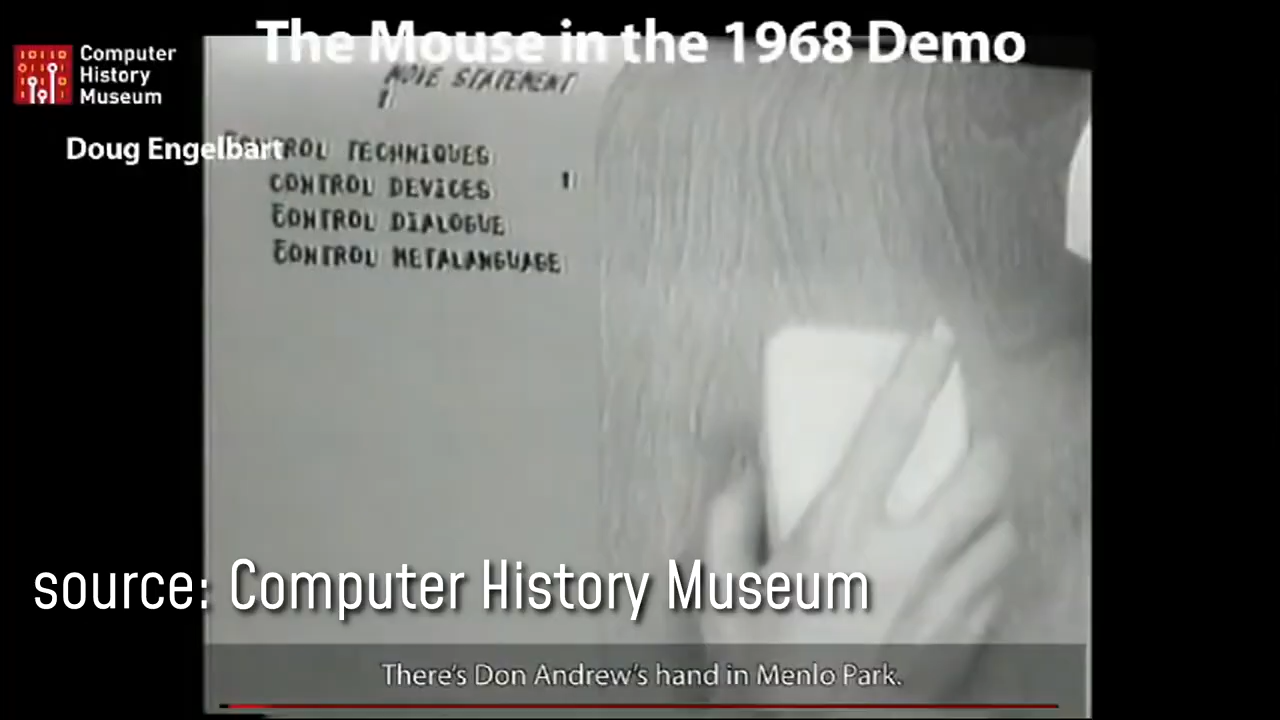 The Mouse in the 1968 Demo
Computer
History
Museum
MOVE STATEMENT
Doug Engelbart
CONTROL TECHNIQUES
CONTROL DEVICES
CONTROL DIALOGUE
CONTROL METALANGUAGE
source: Computer History Museum
There's Don Andrew's hand in Menlo Park.